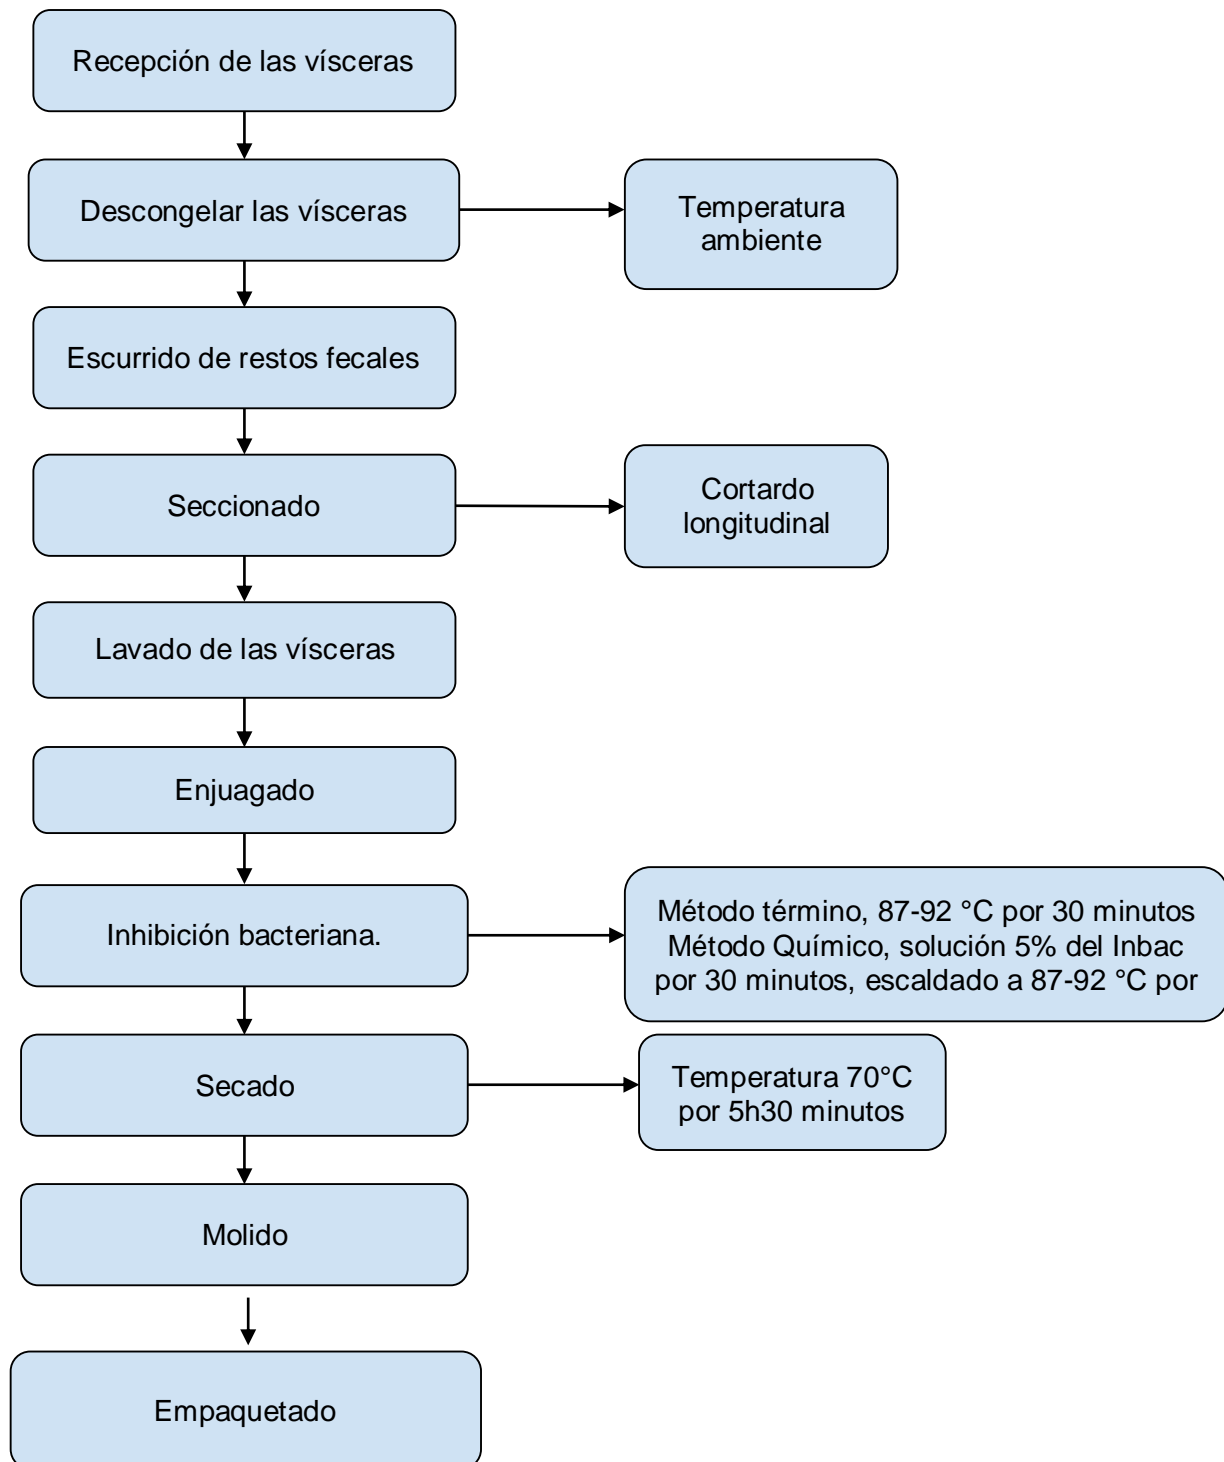 Recepción de las vísceras
Descongelar las vísceras
Temperatura
ambiente
Escurrido de restos fecales
Seccionado
Cortardo
longitudinal
Lavado de las vísceras
Enjuagado
Inhibición bacteriana.
Método término, 87-92 °C por 30 minutos
Método Químico, solución 5% del Inbac
por 30 minutos, escaldado a 87-92 °C por
Secado
Temperatura 70°C
por 5h30 minutos
Molido
Empaquetado